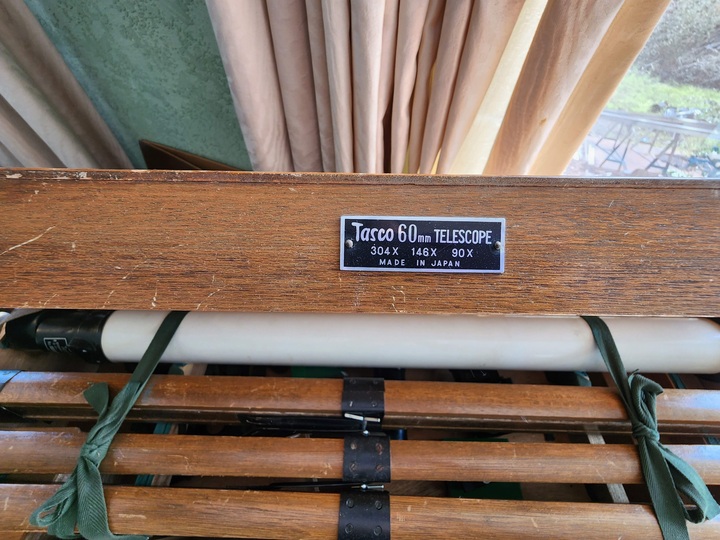 Tasco 60mm TELESCOPE
304X 146X 90X
MADE IN JAPAN